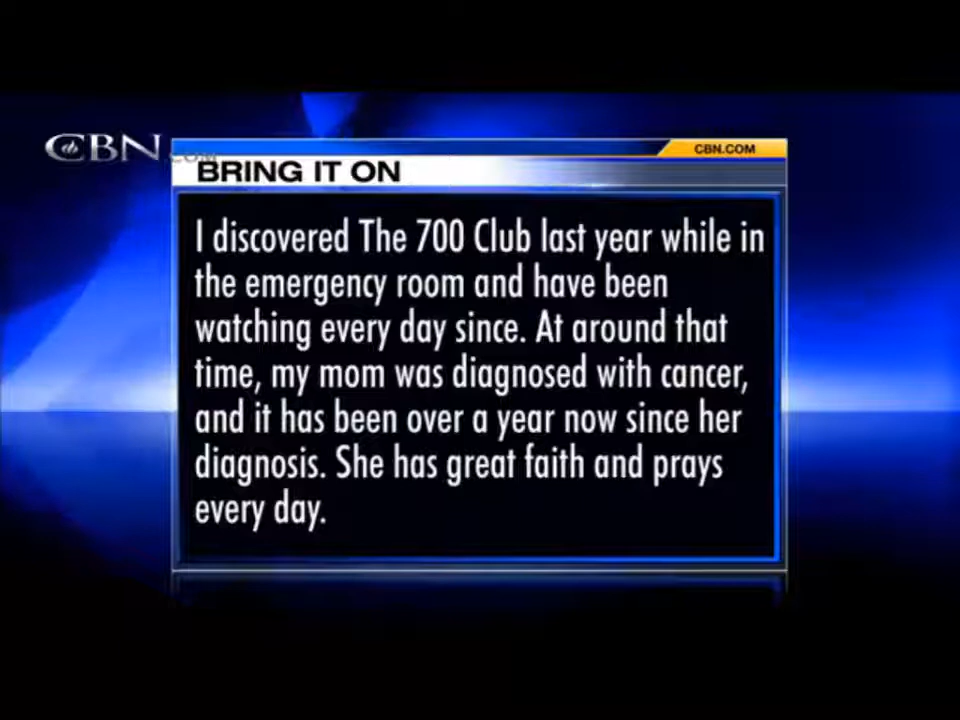 CBN.COM
CBN.COM
BRING IT ON
I discovered The 700 Club last year while in
the emergency room and have been
watching every day since. At around that
time, my mom was diagnosed with cancer,
and it has been over a year now since her
diagnosis. She has great faith and prays
every day.